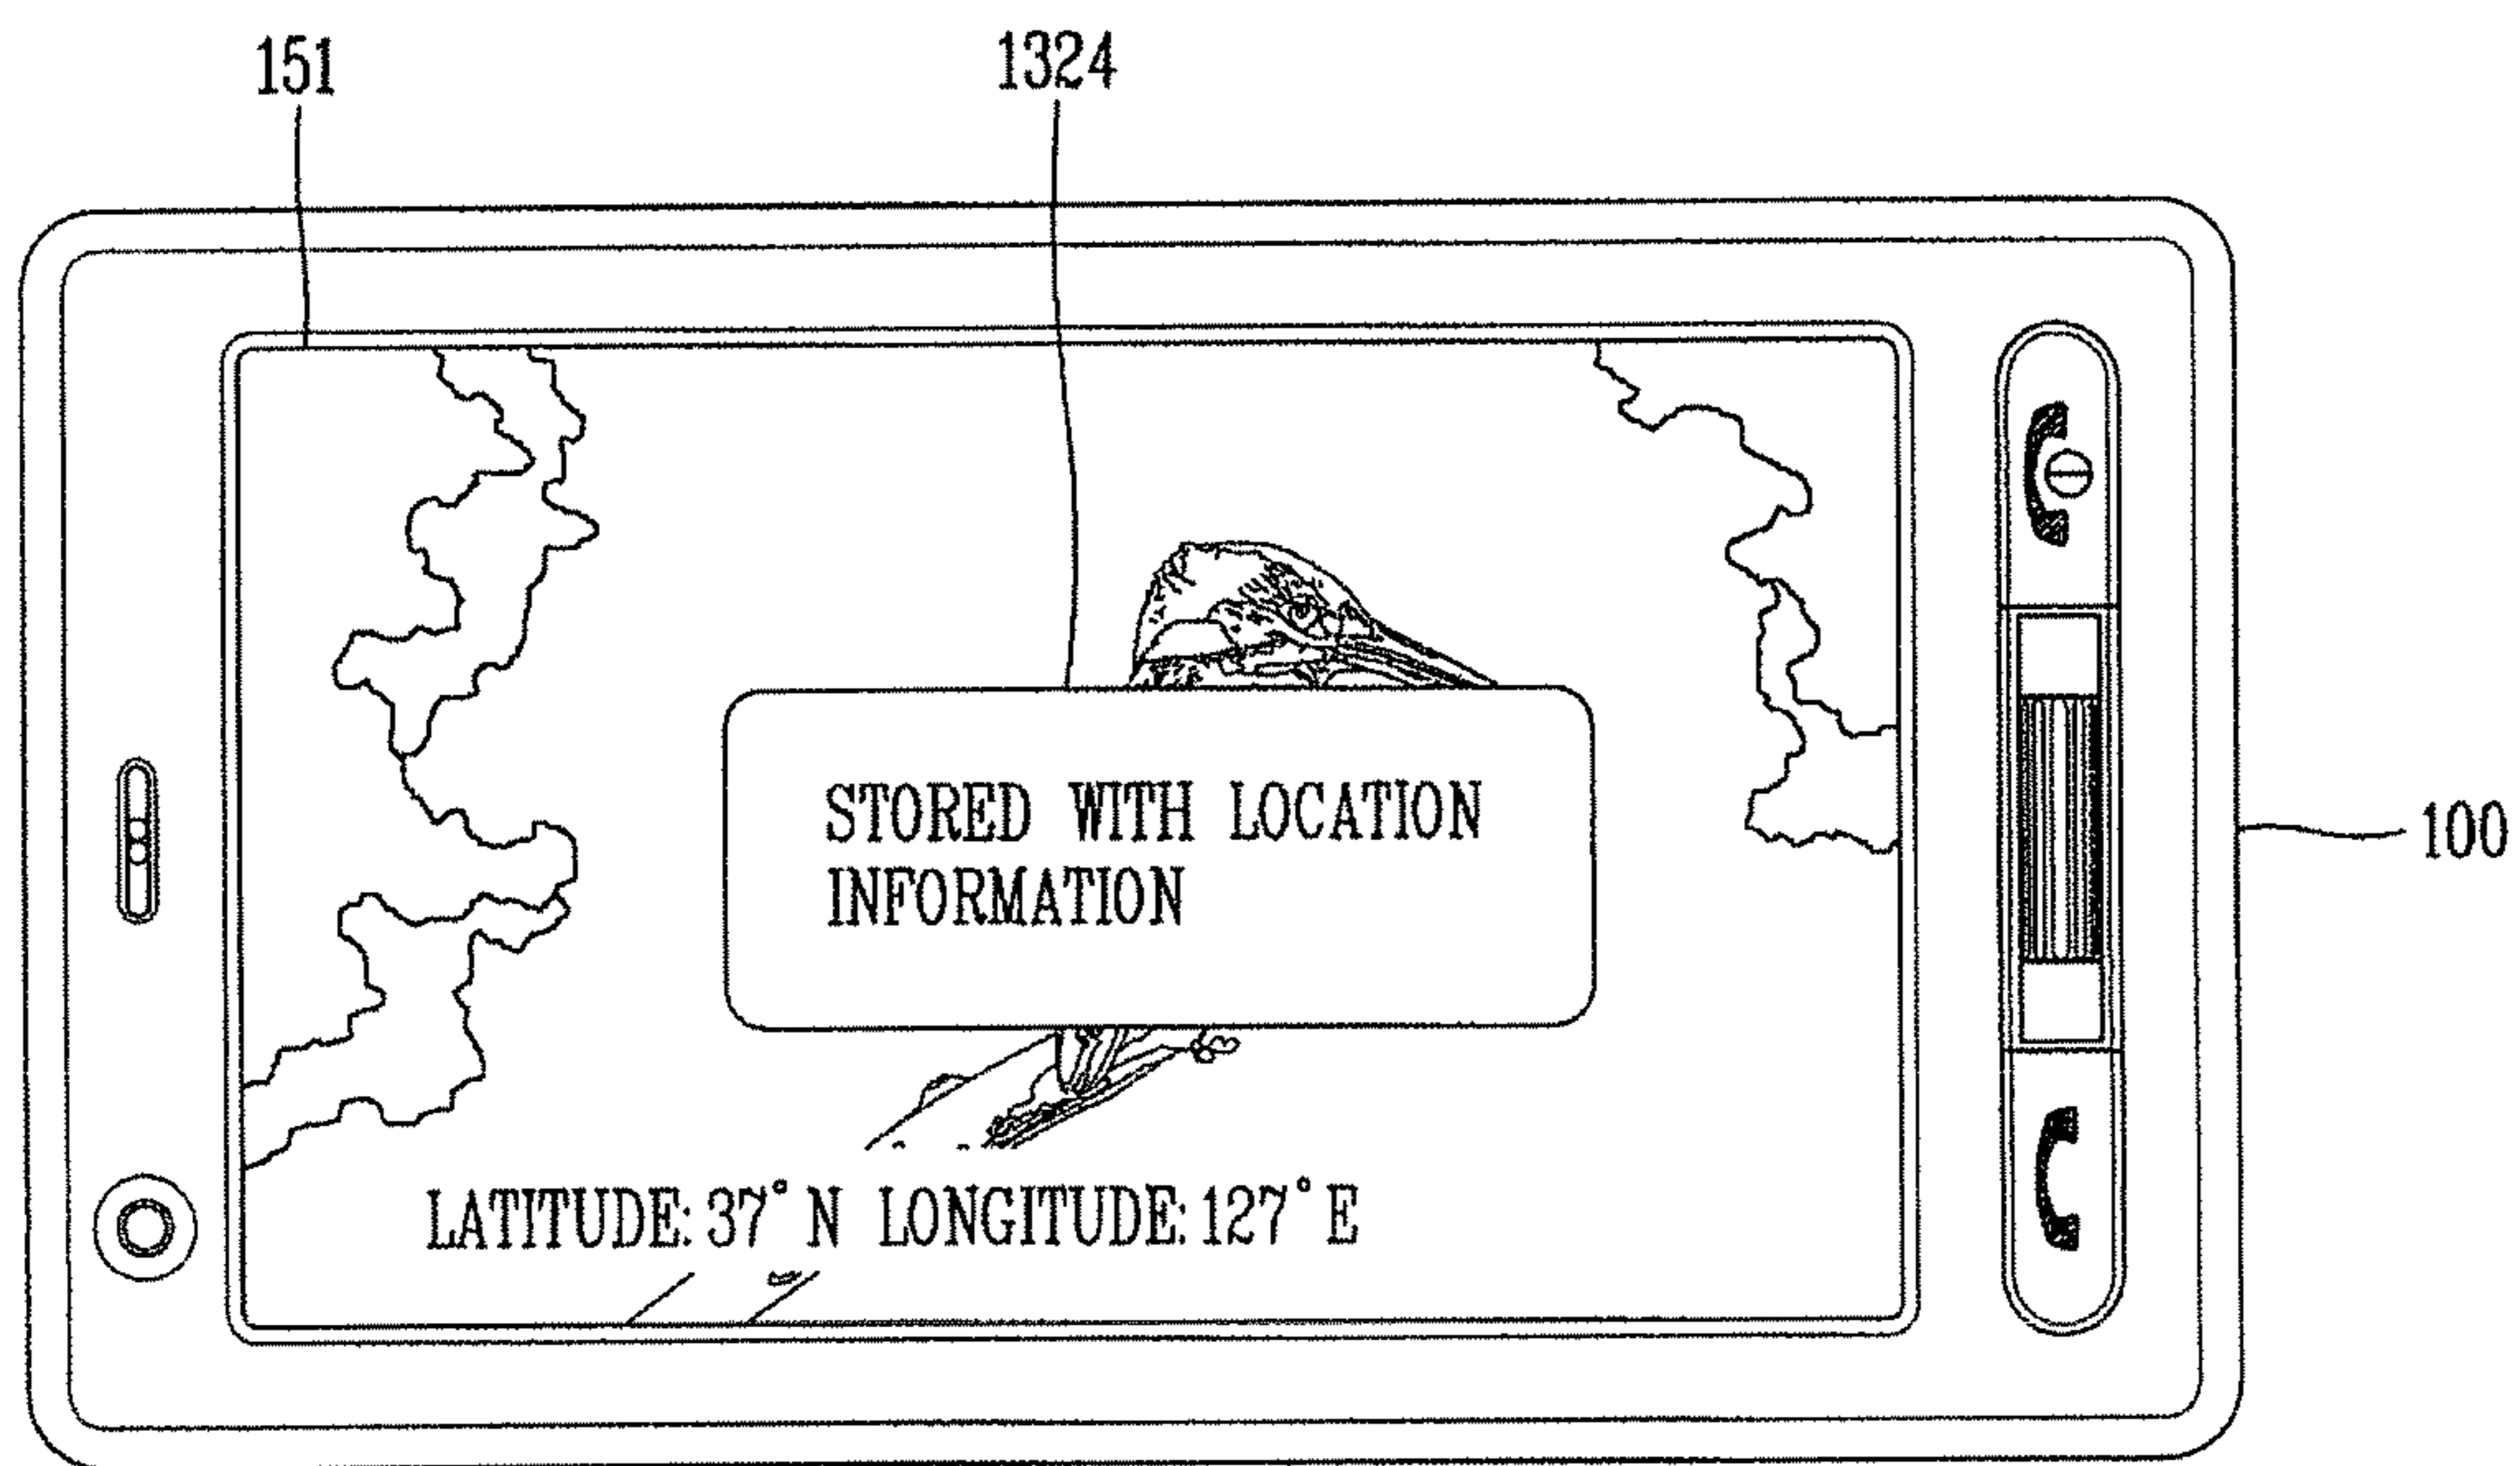 151
1324
STORED WITH LOCATION
INFORMATION
100
LATITUDE: 37° N LONGITUDE: 127° E